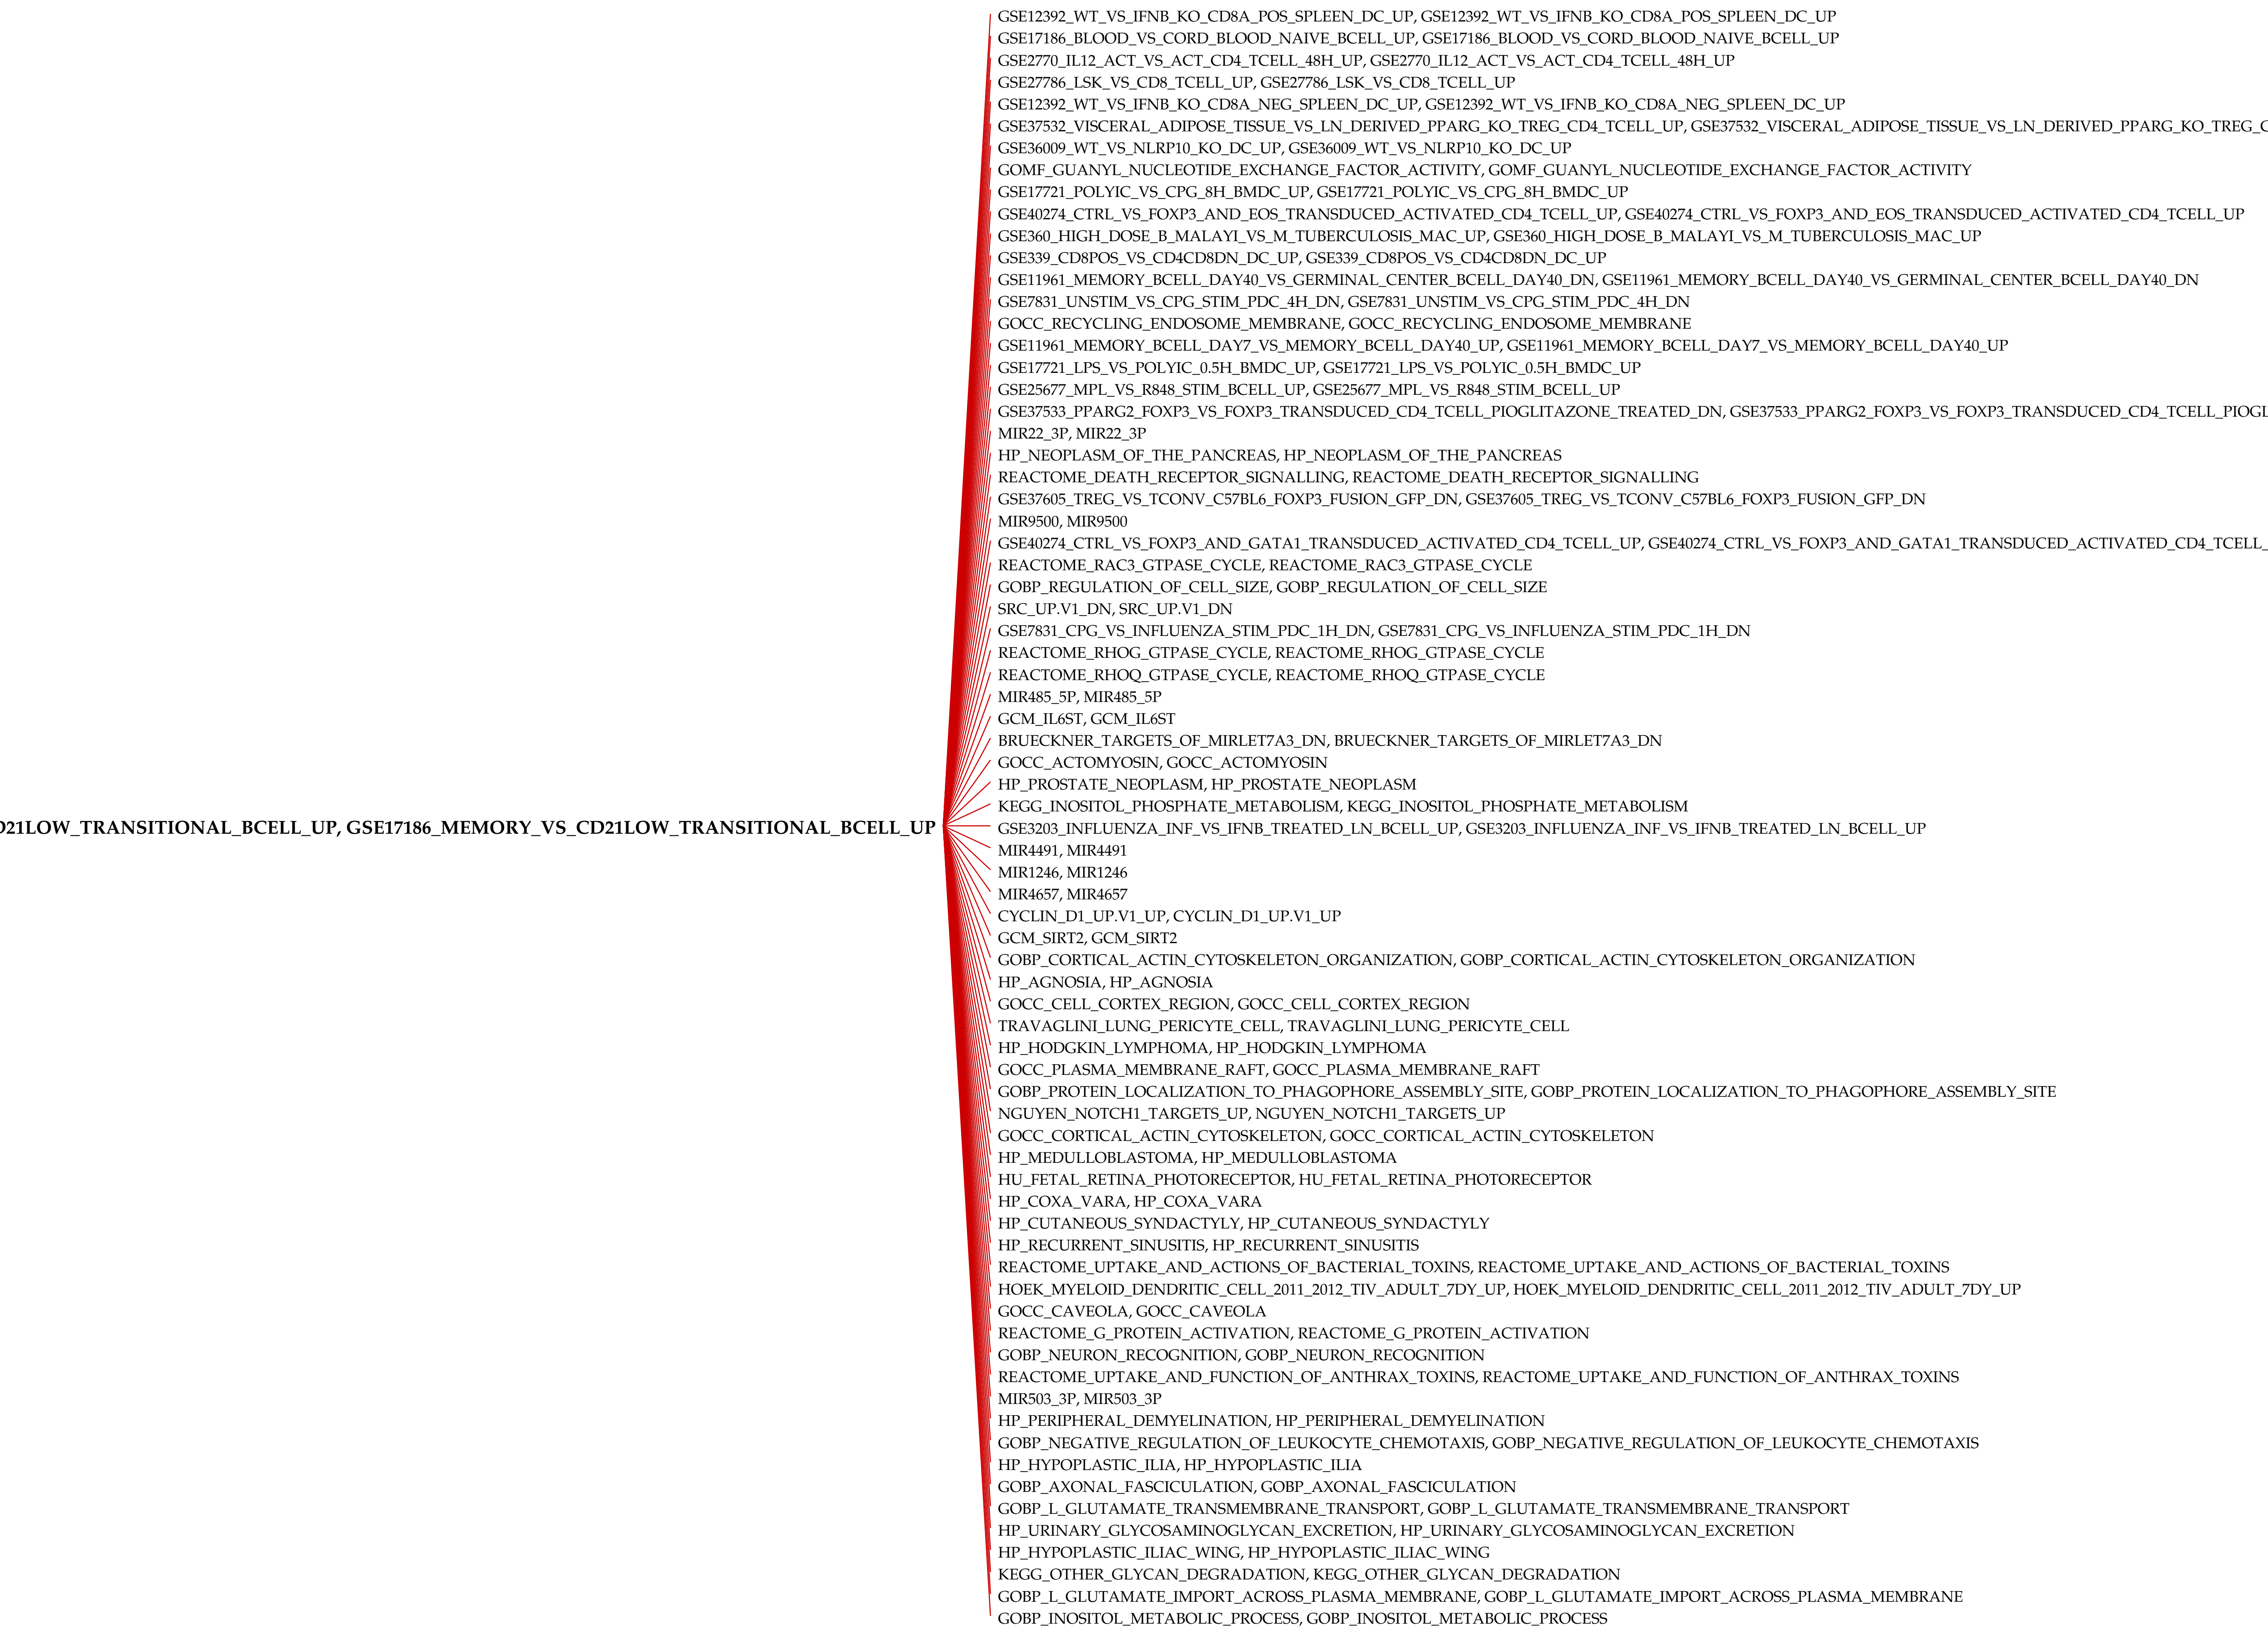 GSE12392_WT_VS_IFNB_KO_CD8A_POS_SPLEEN_DC_UP, GSE12392_WT_VS_IFNB_KO_CD8A_POS_SPLEEN_DC_UP
GSE17186_BLOOD_VS_CORD_BLOOD_NAIVE_BCELL_UP, GSE17186_BLOOD_VS_CORD_BLOOD_NAIVE_BCELL_UP
GSE2770_IL12_ACT_VS_ACT_CD4_TCELL_48H_UP, GSE2770_IL12_ACT_VS_ACT_CD4_TCELL_48H_UP
GSE27786_LSK_VS_CD8_TCELL_UP, GSE27786_LSK_VS_CD8_TCELL_UP
GSE12392_WT_VS_IFNB_KO_CD8A_NEG_SPLEEN_DC_UP, GSE12392_WT_VS_IFNB_KO_CD8A_NEG_SPLEEN_DC_UP
GSE37532_VISCERAL_ADIPOSE_TISSUE_VS_LN_DERIVED_PPARG_KO_TREG_CD4_TCELL_UP, GSE37532_VISCERAL_ADIPOSE_TISSUE_VS_LN_DERIVED_PPARG_KO_TREG_C
GSE36009_WT_VS_NLRP10_KO_DC_UP, GSE36009_WT_VS_NLRP10_KO_DC_UP
GOMF_GUANYL_NUCLEOTIDE_EXCHANGE_FACTOR_ACTIVITY, GOMF_GUANYL_NUCLEOTIDE_EXCHANGE_FACTOR_ACTIVITY
GSE17721_POLYIC_VS_CPG_8H_BMDC_UP, GSE17721_POLYIC_VS_CPG_8H_BMDC_UP
GSE40274_CTRL_VS_FOXP3_AND_EOS_TRANSDUCED_ACTIVATED_CD4_TCELL_UP, GSE40274_CTRL_VS_FOXP3_AND_EOS_TRANSDUCED_ACTIVATED_CD4_TCELL_UP
GSE360_HIGH_DOSE_B_MALAYI_VS_M_TUBERCULOSIS_MAC_UP, GSE360_HIGH_DOSE_B_MALAYI_VS_M_TUBERCULOSIS_MAC_UP
GSE339_CD8POS_VS_CD4CD8DN_DC_UP, GSE339_CD8POS_VS_CD4CD8DN_DC_UP
GSE11961_MEMORY_BCELL_DAY40_VS_GERMINAL_CENTER_BCELL_DAY40_DN, GSE11961_MEMORY_BCELL_DAY40_VS_GERMINAL_CENTER_BCELL_DAY40_DN
GSE7831_UNSTIM_VS_CPG_STIM_PDC_4H_DN, GSE7831_UNSTIM_VS_CPG_STIM_PDC_4H_DN
GOCC_RECYCLING_ENDOSOME_MEMBRANE, GOCC_RECYCLING_ENDOSOME_MEMBRANE
GSE11961_MEMORY_BCELL_DAY7_VS_MEMORY_BCELL_DAY40_UP, GSE11961_MEMORY_BCELL_DAY7_VS_MEMORY_BCELL_DAY40_UP
GSE17721_LPS_VS_POLYIC_0.5H_BMDC_UP, GSE17721_LPS_VS_POLYIC_0.5H_BMDC_UP
GSE25677_MPL_VS_R848_STIM_BCELL_UP, GSE25677_MPL_VS_R848_STIM_BCELL_UP
GSE37533_PPARG2_FOXP3_VS_FOXP3_TRANSDUCED_CD4_TCELL_PIOGLITAZONE_TREATED_DN, GSE37533_PPARG2_FOXP3_VS_FOXP3_TRANSDUCED_CD4_TCELL_PIOGL
MIR22_3P, MIR22_3P
HP_NEOPLASM_OF_THE_PANCREAS, HP_NEOPLASM_OF_THE_PANCREAS
REACTOME_DEATH_RECEPTOR_SIGNALLING, REACTOME_DEATH_RECEPTOR_SIGNALLING
GSE37605_TREG_VS_TCONV_C57BL6_FOXP3_FUSION_GFP_DN, GSE37605_TREG_VS_TCONV_C57BL6_FOXP3_FUSION_GFP_DN
MIR9500, MIR9500
GSE40274_CTRL_VS_FOXP3_AND_GATA1_TRANSDUCED_ACTIVATED_CD4_TCELL_UP, GSE40274_CTRL_VS_FOXP3_AND_GATA1_TRANSDUCED_ACTIVATED_CD4_TCELL_
REACTOME_RAC3_GTPASE_CYCLE, REACTOME_RAC3_GTPASE_CYCLE
GOBP_REGULATION_OF_CELL_SIZE, GOBP_REGULATION_OF_CELL_SIZE
SRC_UP.V1_DN, SRC_UP.V1_DN
GSE7831_CPG_VS_INFLUENZA_STIM_PDC_1H_DN, GSE7831_CPG_VS_INFLUENZA_STIM_PDC_1H_DN
REACTOME_RHOG_GTPASE_CYCLE, REACTOME_RHOG_GTPASE_CYCLE
REACTOME_RHOQ_GTPASE_CYCLE, REACTOME_RHOQ_GTPASE_CYCLE
MIR485_5P, MIR485_5P
GCM_IL6ST, GCM_IL6ST
BRUECKNER_TARGETS_OF_MIRLET7A3_DN, BRUECKNER_TARGETS_OF_MIRLET7A3_DN
GOCC_ACTOMYOSIN, GOCC_ACTOMYOSIN
HP_PROSTATE_NEOPLASM, HP_PROSTATE_NEOPLASM
KEGG_INOSITOL_PHOSPHATE_METABOLISM, KEGG_INOSITOL_PHOSPHATE_METABOLISM
D21LOW_TRANSITIONAL_BCELL_UP, GSE17186_MEMORY_VS_CD21LOW_TRANSITIONAL_BCELL_UP
GSE3203_INFLUENZA_INF_VS_IFNB_TREATED_LN_BCELL_UP, GSE3203_INFLUENZA_INF_VS_IFNB_TREATED_LN_BCELL_UP
MIR4491, MIR4491
MIR1246, MIR1246
MIR4657, MIR4657
CYCLIN_D1_UP.V1_UP, CYCLIN_D1_UP.V1_UP
GCM_SIRT2, GCM_SIRT2
GOBP_CORTICAL_ACTIN_CYTOSKELETON_ORGANIZATION, GOBP_CORTICAL_ACTIN_CYTOSKELETON_ORGANIZATION
HP_AGNOSIA, HP_AGNOSIA
GOCC_CELL_CORTEX_REGION, GOCC_CELL_CORTEX_REGION
TRAVAGLINI_LUNG_PERICYTE_CELL, TRAVAGLINI_LUNG_PERICYTE_CELL
HP_HODGKIN_LYMPHOMA, HP_HODGKIN_LYMPHOMA
GOCC_PLASMA_MEMBRANE_RAFT, GOCC_PLASMA_MEMBRANE_RAFT
GOBP_PROTEIN_LOCALIZATION_TO_PHAGOPHORE_ASSEMBLY_SITE, GOBP_PROTEIN_LOCALIZATION_TO_PHAGOPHORE_ASSEMBLY_SITE
NGUYEN_NOTCH1_TARGETS_UP, NGUYEN_NOTCH1_TARGETS_UP
GOCC_CORTICAL_ACTIN_CYTOSKELETON, GOCC_CORTICAL_ACTIN_CYTOSKELETON
HP_MEDULLOBLASTOMA, HP_MEDULLOBLASTOMA
HU_FETAL_RETINA_PHOTORECEPTOR, HU_FETAL_RETINA_PHOTORECEPTOR
HP_COXA_VARA, HP_COXA_VARA
HP_CUTANEOUS_SYNDACTYLY, HP_CUTANEOUS_SYNDACTYLY
HP_RECURRENT_SINUSITIS, HP_RECURRENT_SINUSITIS
REACTOME_UPTAKE_AND_ACTIONS_OF_BACTERIAL_TOXINS, REACTOME_UPTAKE_AND_ACTIONS_OF_BACTERIAL_TOXINS
HOEK_MYELOID_DENDRITIC_CELL_2011_2012_TIV_ADULT_7DY_UP, HOEK_MYELOID_DENDRITIC_CELL_2011_2012_TIV_ADULT_7DY_UP
GOCC_CAVEOLA, GOCC_CAVEOLA
REACTOME_G_PROTEIN_ACTIVATION, REACTOME_G_PROTEIN_ACTIVATION
GOBP_NEURON_RECOGNITION, GOBP_NEURON_RECOGNITION
REACTOME_UPTAKE_AND_FUNCTION_OF_ANTHRAX_TOXINS, REACTOME_UPTAKE_AND_FUNCTION_OF_ANTHRAX_TOXINS
MIR503_3P, MIR503_3P
HP_PERIPHERAL_DEMYELINATION, HP_PERIPHERAL_DEMYELINATION
GOBP_NEGATIVE_REGULATION_OF_LEUKOCYTE_CHEMOTAXIS, GOBP_NEGATIVE_REGULATION_OF_LEUKOCYTE_CHEMOTAXIS
HP_HYPOPLASTIC_ILIA, HP_HYPOPLASTIC_ILIA
GOBP_AXONAL_FASCICULATION, GOBP_AXONAL_FASCICULATION
GOBP_L_GLUTAMATE_TRANSMEMBRANE_TRANSPORT, GOBP_L_GLUTAMATE_TRANSMEMBRANE_TRANSPORT
HP_URINARY_GLYCOSAMINOGLYCAN_EXCRETION, HP_URINARY_GLYCOSAMINOGLYCAN_EXCRETION
HP_HYPOPLASTIC_ILIAC_WING, HP_HYPOPLASTIC_ILIAC_WING
KEGG_OTHER_GLYCAN_DEGRADATION, KEGG_OTHER_GLYCAN_DEGRADATION
GOBP_L_GLUTAMATE_IMPORT_ACROSS_PLASMA_MEMBRANE, GOBP_L_GLUTAMATE_IMPORT_ACROSS_PLASMA_MEMBRANE
GOBP_INOSITOL_METABOLIC_PROCESS, GOBP_INOSITOL_METABOLIC_PROCESS